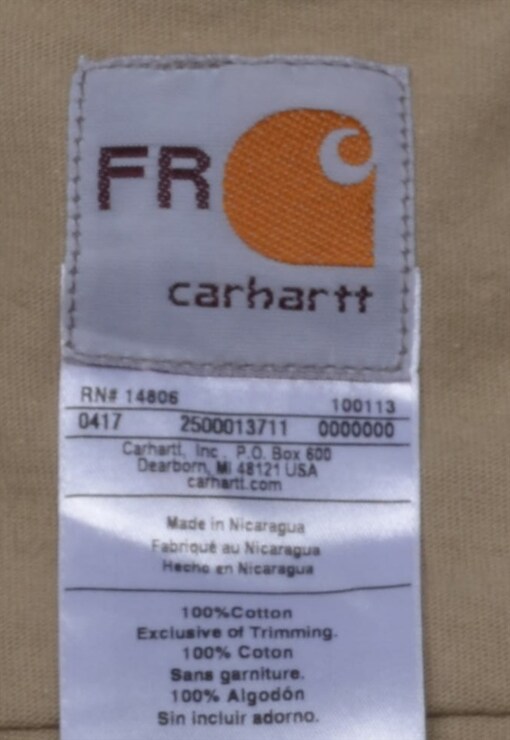 FR
carhartt
RN# 14806 100113
0417 2500013711 0000000
Carhartt, Inc., P.O. Box 600
Dearborn, MI 48121 USA
carhartt.com
Made in Nicaragua
Fabriqué au Nicaragua
Hecho en Nicaragua
100%Cotton
Exclusive of Trimming.
100% Coton
Sans garniture.
100% Algodón
Sin incluir adorno.